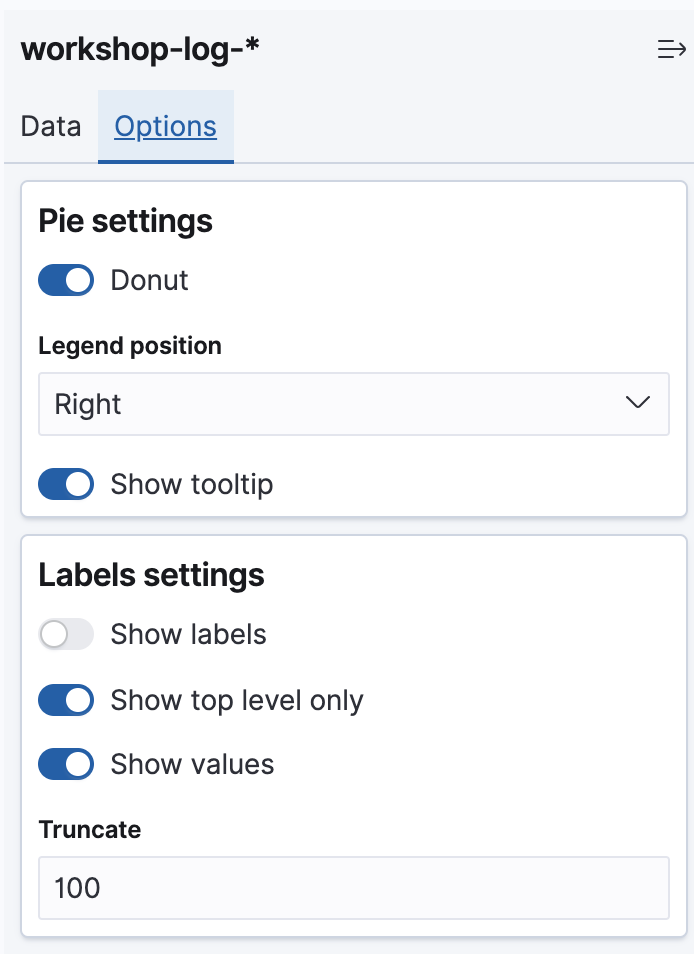 workshop-log-*
Data Options
Pie settings
Donut
Legend position
Right
Show tooltip
Labels settings
Show labels
Show top level only
Show values
Truncate
100